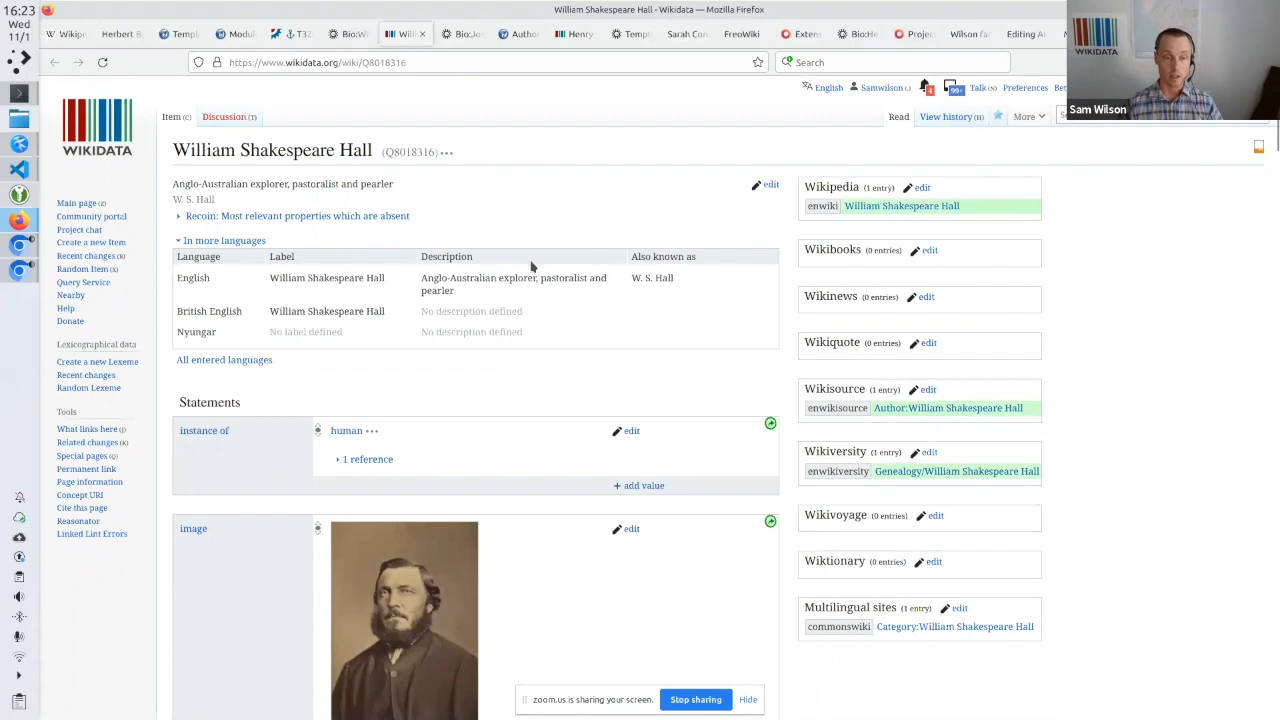 16:23
Wed
11/1
William Shakespeare Hall - Wikidata — Mozilla Firefox
Wikipe
Herbert B
Templ
Modul
T32
Bio:W
Willi
Bio:Jos
Autho
Henry
Temp
Sarah Con
FreoWiki
Exten
Bio:He
Projec
Wilson fam
Editing A
https://www.wikidata.org/wiki/Q8018316
Search
English
Samwilson (.)
4
99+
Talk (N)
Preferences
Bet
WIKIDATA
Sam Wilson
WIKIDATA
Item (C)
Discussion (T)
Read
View history (H)
More
William Shakespeare Hall (Q8018316)
Anglo-Australian explorer, pastoralist and pearler
edit
W. S. Hall
Recoin: Most relevant properties which are absent
In more languages
Language Label Description Also known as
English William Shakespeare Hall Anglo-Australian explorer, pastoralist and W. S. Hall
pearler
British English William Shakespeare Hall No description defined
Nyungar No label defined No description defined
All entered languages
Statements
instance of
human
edit
1 reference
+ add value
image
edit
Main page (Z)
Community portal
Project chat
Create a new Item
Recent changes (R)
Random Item (X)
Query Service
Nearby
Help
Donate
Lexicographical data
Create a new Lexeme
Recent changes
Random Lexeme
Tools
What links here (J)
Related changes (K)
Special pages (Q)
Permanent link
Page information
Concept URI
Cite this page
Reasonator
Linked Lint Errors
Wikipedia (1 entry) edit
enwiki William Shakespeare Hall
Wikibooks (0 entries) edit
Wikinews (0 entries) edit
Wikiquote (0 entries) edit
Wikisource (1 entry) edit
enwikisource Author:William Shakespeare Hall
Wikiversity (1 entry) edit
enwikiversity Genealogy/William Shakespeare Hall
Wikivoyage (0 entries) edit
Wiktionary (0 entries) edit
Multilingual sites (1 entry) edit
commonswiki Category:William Shakespeare Hall
zoom.us is sharing your screen.
Stop sharing
Hide